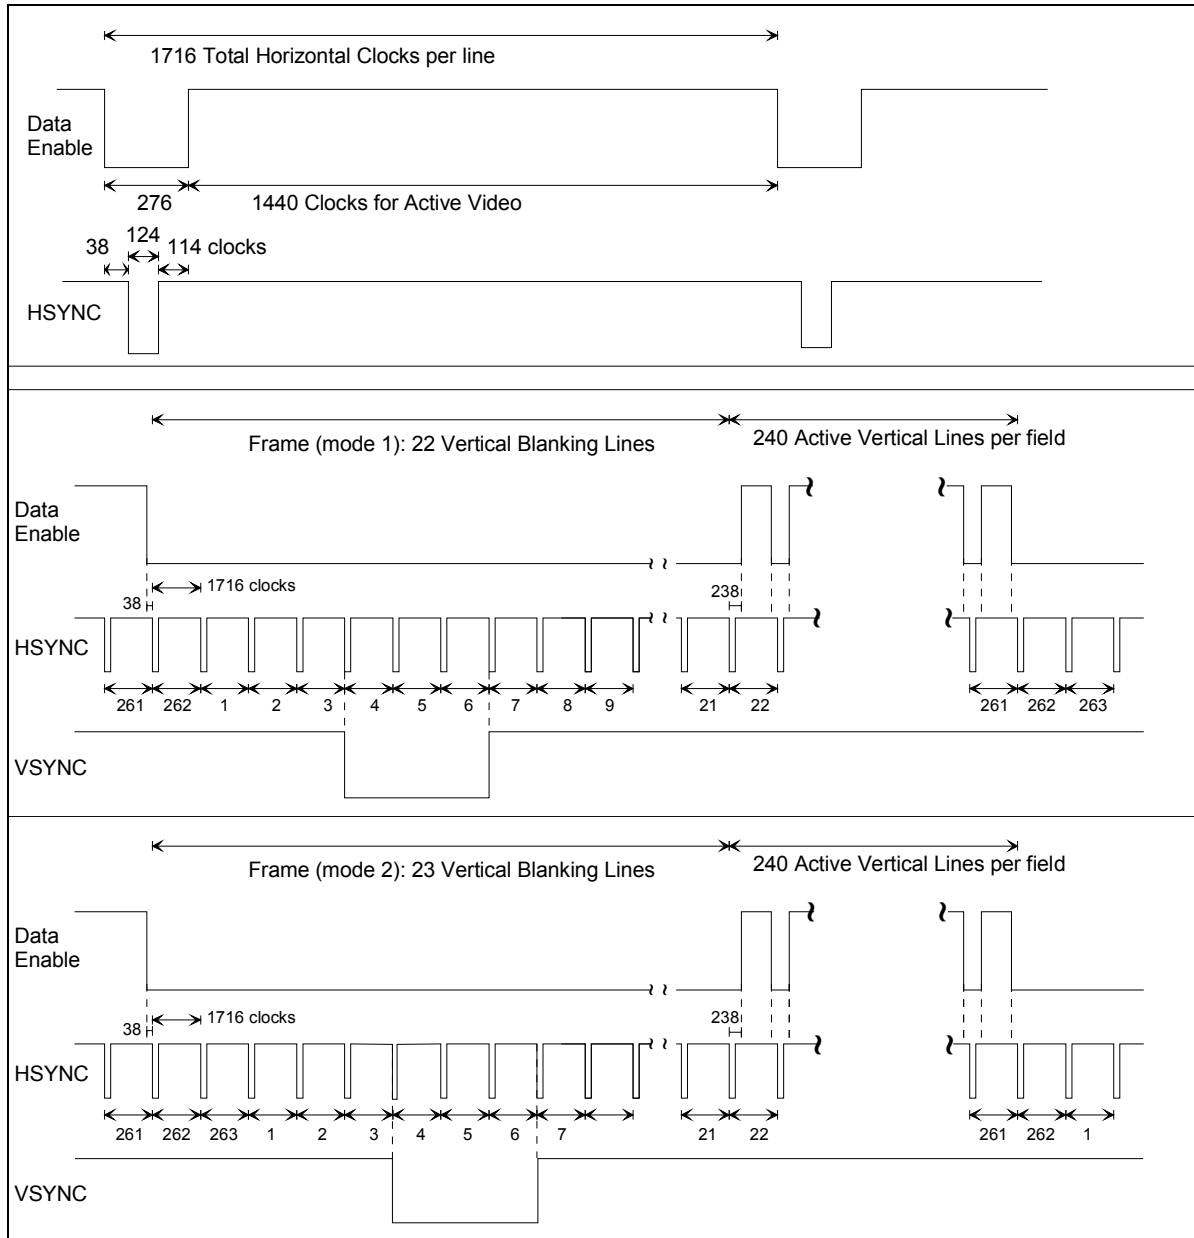 1716 Total Horizontal Clocks per line
Data
Enable
276
1440 Clocks for Active Video
124
38
114 clocks
HSYNC
Frame (mode 1): 22 Vertical Blanking Lines
240 Active Vertical Lines per field
Data
Enable
1716 clocks
38
238
HSYNC
261 262 1 2 3 4 5 6 7 8 9 21 22 261 262 263
VSYNC
Frame (mode 2): 23 Vertical Blanking Lines
240 Active Vertical Lines per field
Data
Enable
1716 clocks
38
238
HSYNC
261 262 263 1 2 3 4 5 6 7 21 22 261 262 1
VSYNC